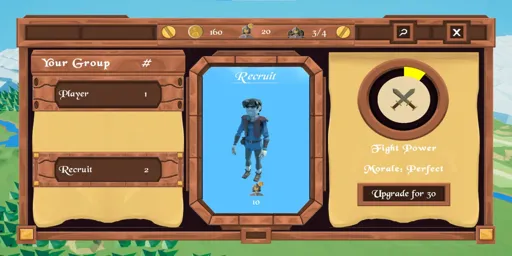 160 20 3/4
Your Group #
Player 1
Recruit 2
Recruit
10
Fight Power
Morale: Perfect
Upgrade for 30